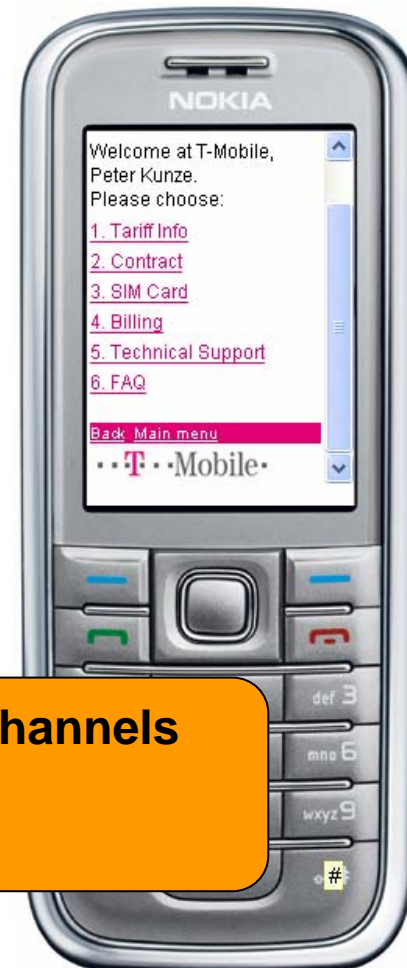 NOKIA
Welcome at T-Mobile,
Peter Kunze.
Please choose:
1. Tariff Info
2. Contract
3. SIM Card
4. Billing
5. Technical Support
6. FAQ
Back Main menu
··T··Mobile·
hannels
def 3
mno 6
wxyz 9
#